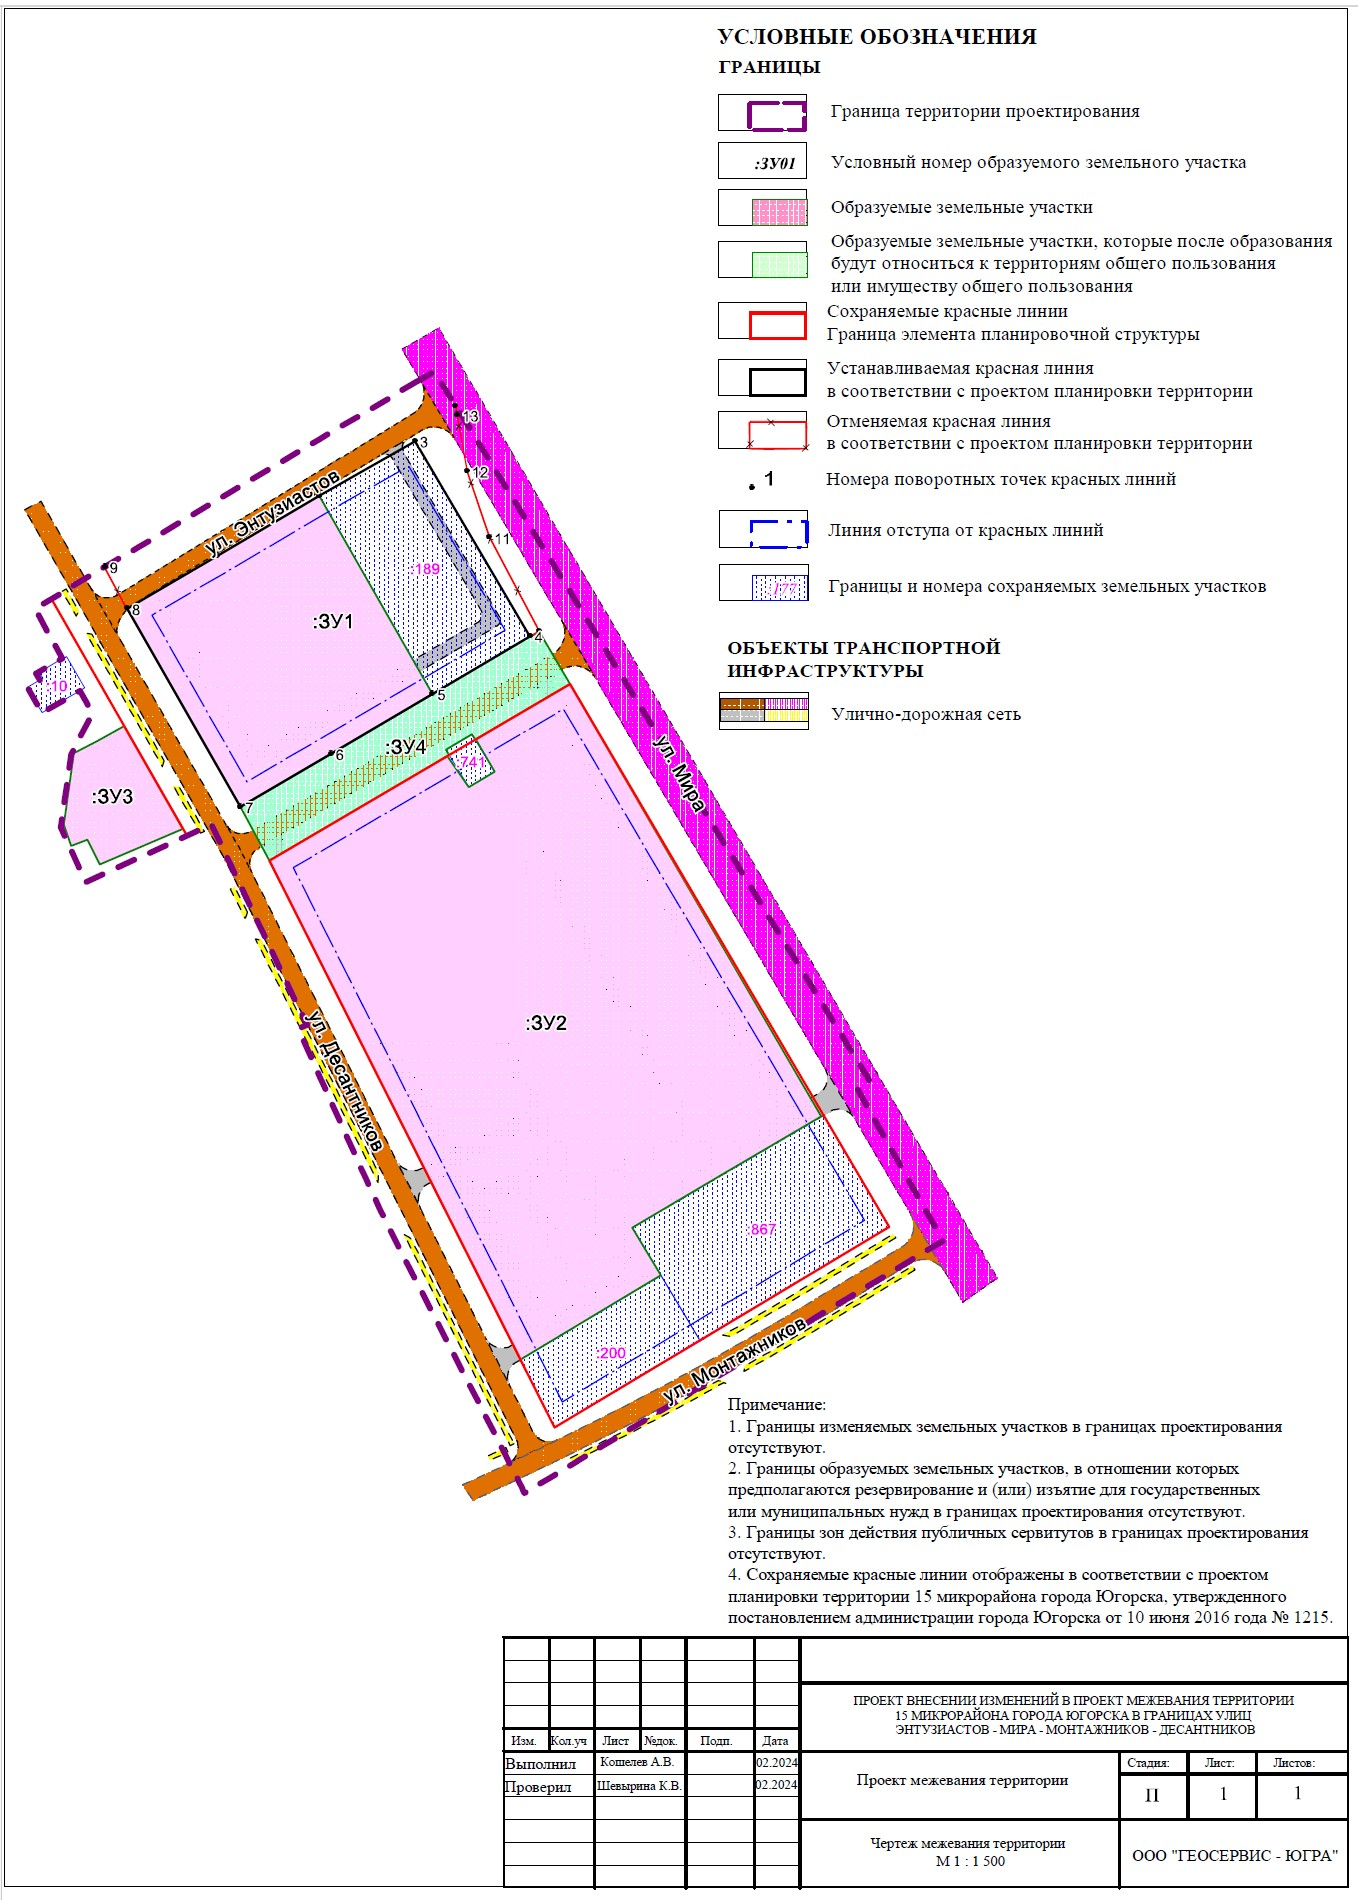 УСЛОВНЫЕ ОБОЗНАЧЕНИЯ
ГРАНИЦЫ
Граница территории проектирования
:ЗУ01
Условный номер образуемого земельного участка
Образуемые земельные участки
Образуемые земельные участки, которые после образования
будут относиться к территориям общего пользования
или имуществу общего пользования
Сохраняемые красные линии
Граница элемента планировочной структуры
Устанавливаемая красная линия
в соответствии с проектом планировки территории
Отменяемая красная линия
в соответствии с проектом планировки территории
1
Номера поворотных точек красных линий
Линия отступа от красных линий
:177
Границы и номера сохраняемых земельных участков
ОБЪЕКТЫ ТРАНСПОРТНОЙ
ИНФРАСТРУКТУРЫ
Улично-дорожная сеть
13
3
12
ул. Энтузиастов
11
9
:189
8
:ЗУ1
4
:10
5
:ЗУ4
6
:741
ул. Мира
:ЗУ3
7
:ЗУ2
ул. Десантников
:867
:200
ул. Монтажников
Примечание:
1. Границы изменяемых земельных участков в границах проектирования
отсутствуют.
2. Границы образуемых земельных участков, в отношении которых
предполагаются резервирование и (или) изъятие для государственных
или муниципальных нужд в границах проектирования отсутствуют.
3. Границы зон действия публичных сервитутов в границах проектирования
отсутствуют.
4. Сохраняемые красные линии отображены в соответствии с проектом
планировки территории 15 микрорайона города Югорска, утвержденного
постановлением администрации города Югорска от 10 июня 2016 года № 1215.
ПРОЕКТ ВНЕСЕНИИ ИЗМЕНЕНИЙ В ПРОЕКТ МЕЖЕВАНИЯ ТЕРРИТОРИИ
15 МИКРОРАЙОНА ГОРОДА ЮГОРСКА В ГРАНИЦАХ УЛИЦ
ЭНТУЗИАСТОВ - МИРА - МОНТАЖНИКОВ - ДЕСАНТНИКОВ
Изм. Кол.уч Лист №док. Подп. Дата
Выполнил Кошелев А.В. 02.2024
Проверил Шевырина К.В. 02.2024
Проект межевания территории
Стадия: Лист: Листов:
П 1 1
Чертеж межевания территории
М 1 : 1 500
ООО "ГЕОСЕРВИС - ЮГРА"